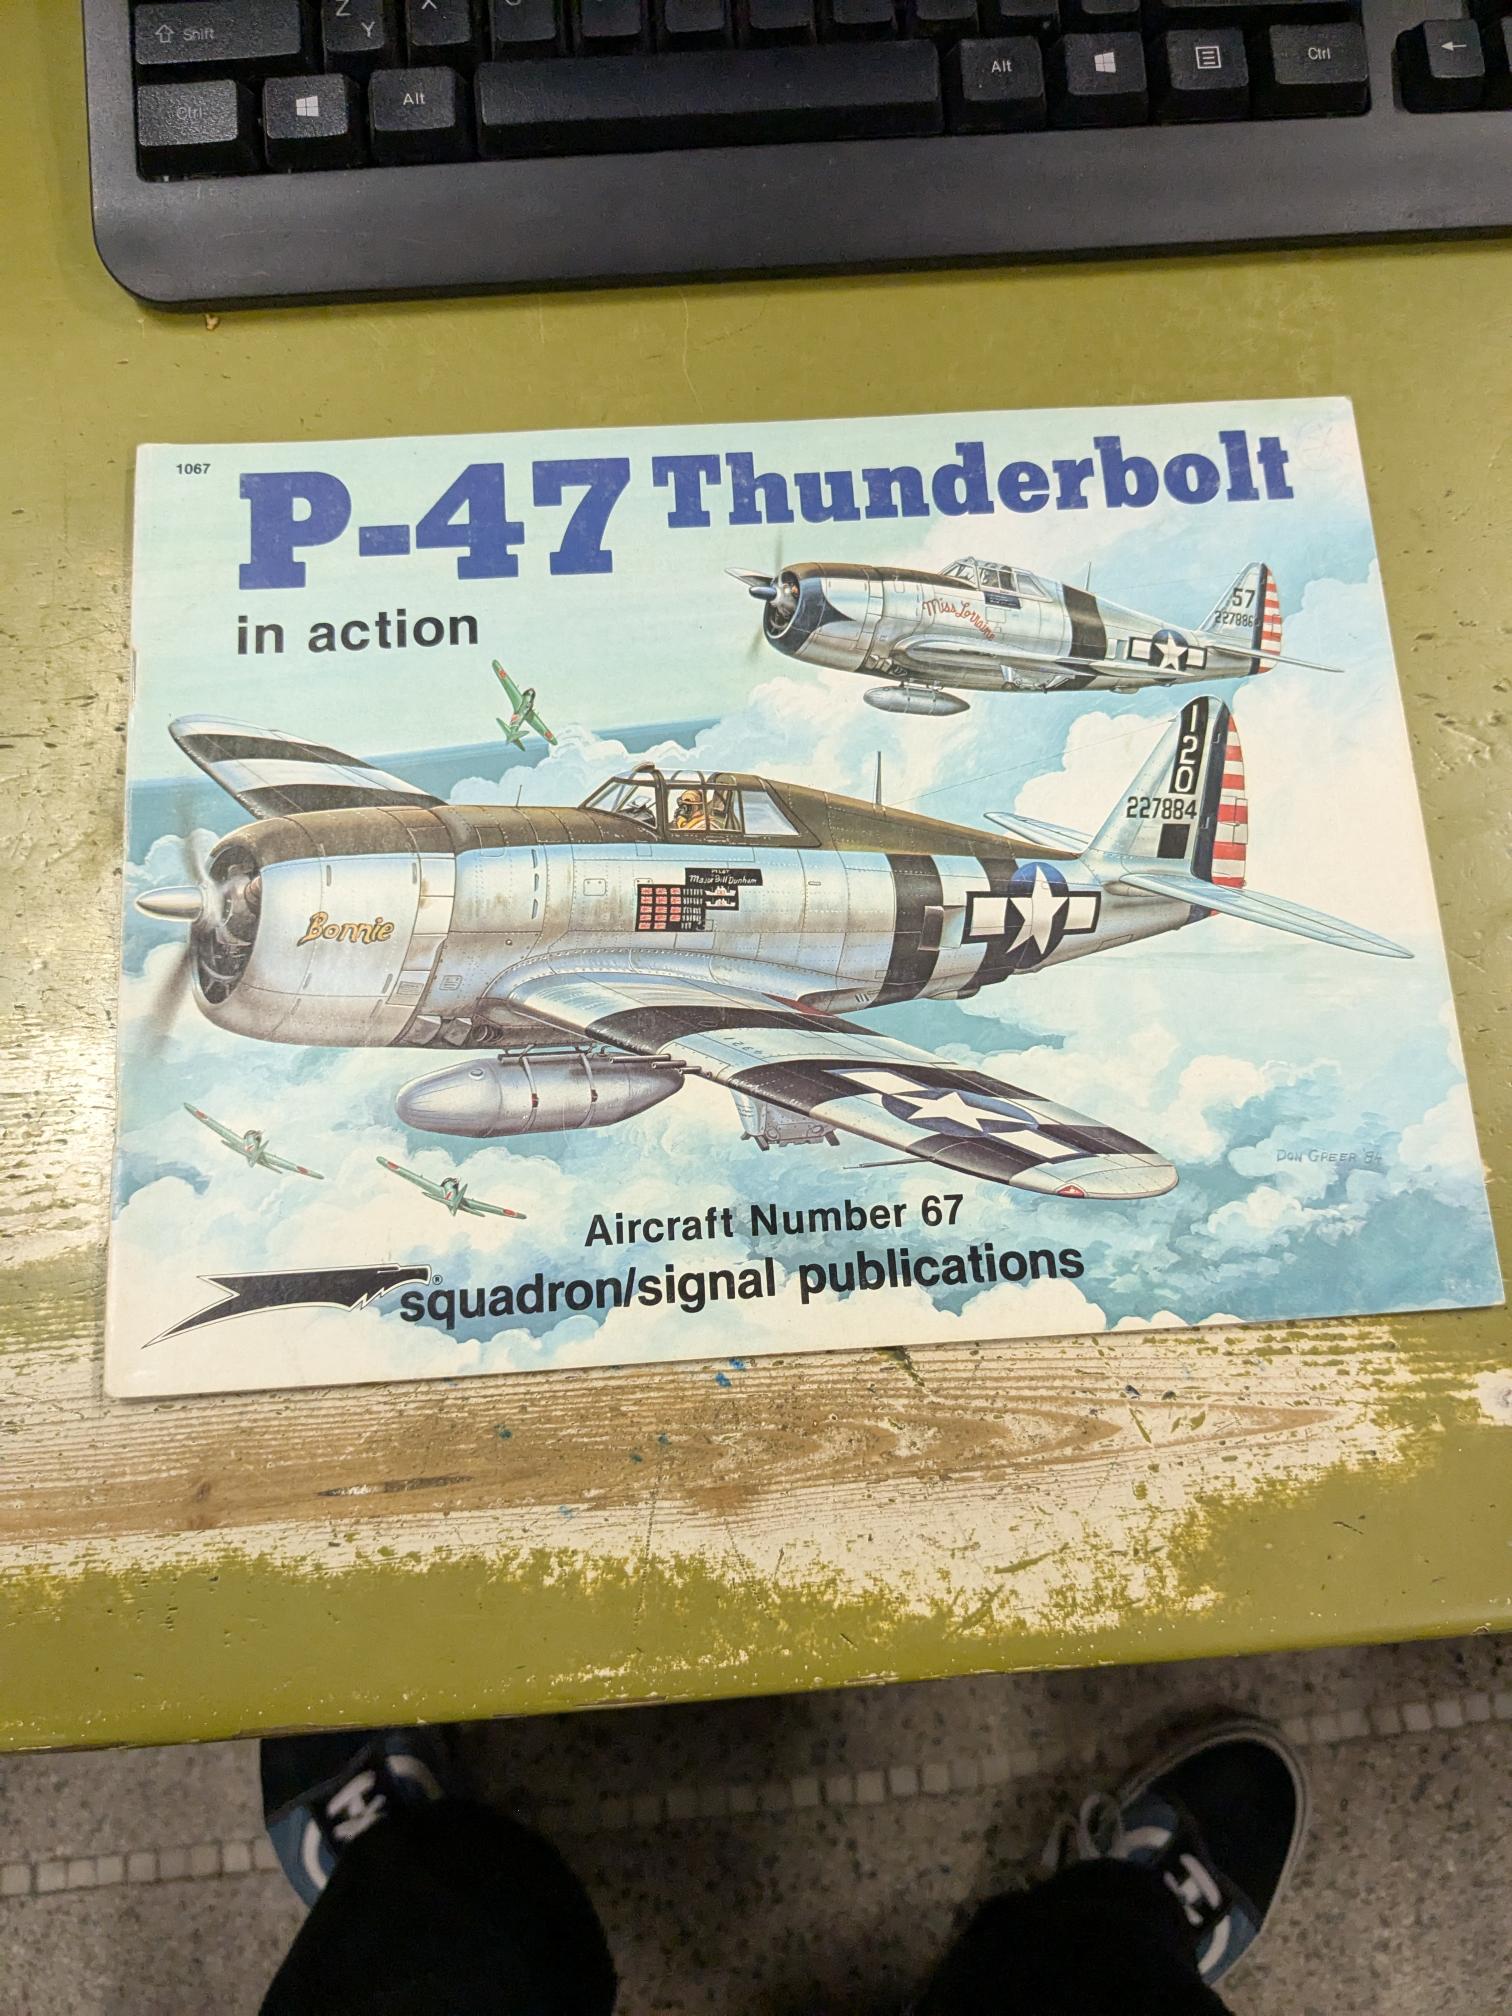 Shift
Z
Y
X
C
Ctrl
Alt
Alt
Ctrl
1067
P-47 Thunderbolt
in action
Miss Lorraine
57
227886
120
227884
PILOT
Major Bill Dunham
Bonnie
DON GREER '84
Aircraft Number 67
squadron/signal publications
®